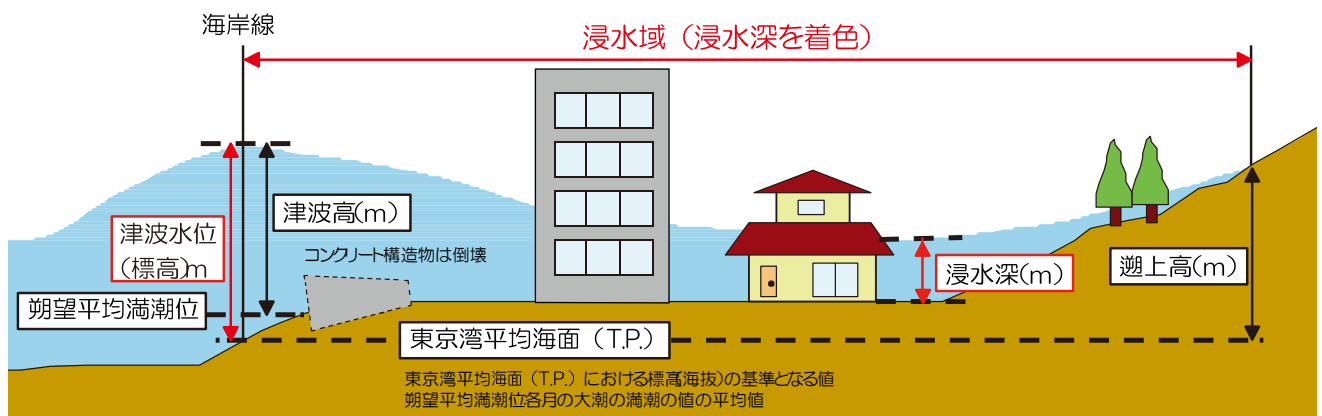 海岸線
浸水域（浸水深を着色）
津波高(m)
津波水位
(標高)m
コンクリート構造物は倒壊
浸水深(m)
遡上高(m)
朔望平均満潮位
東京湾平均海面（T.P.）
東京湾平均海面（T.P.）における標高(海抜)の基準となる値
朔望平均満潮位各月の大潮の満潮の値の平均値